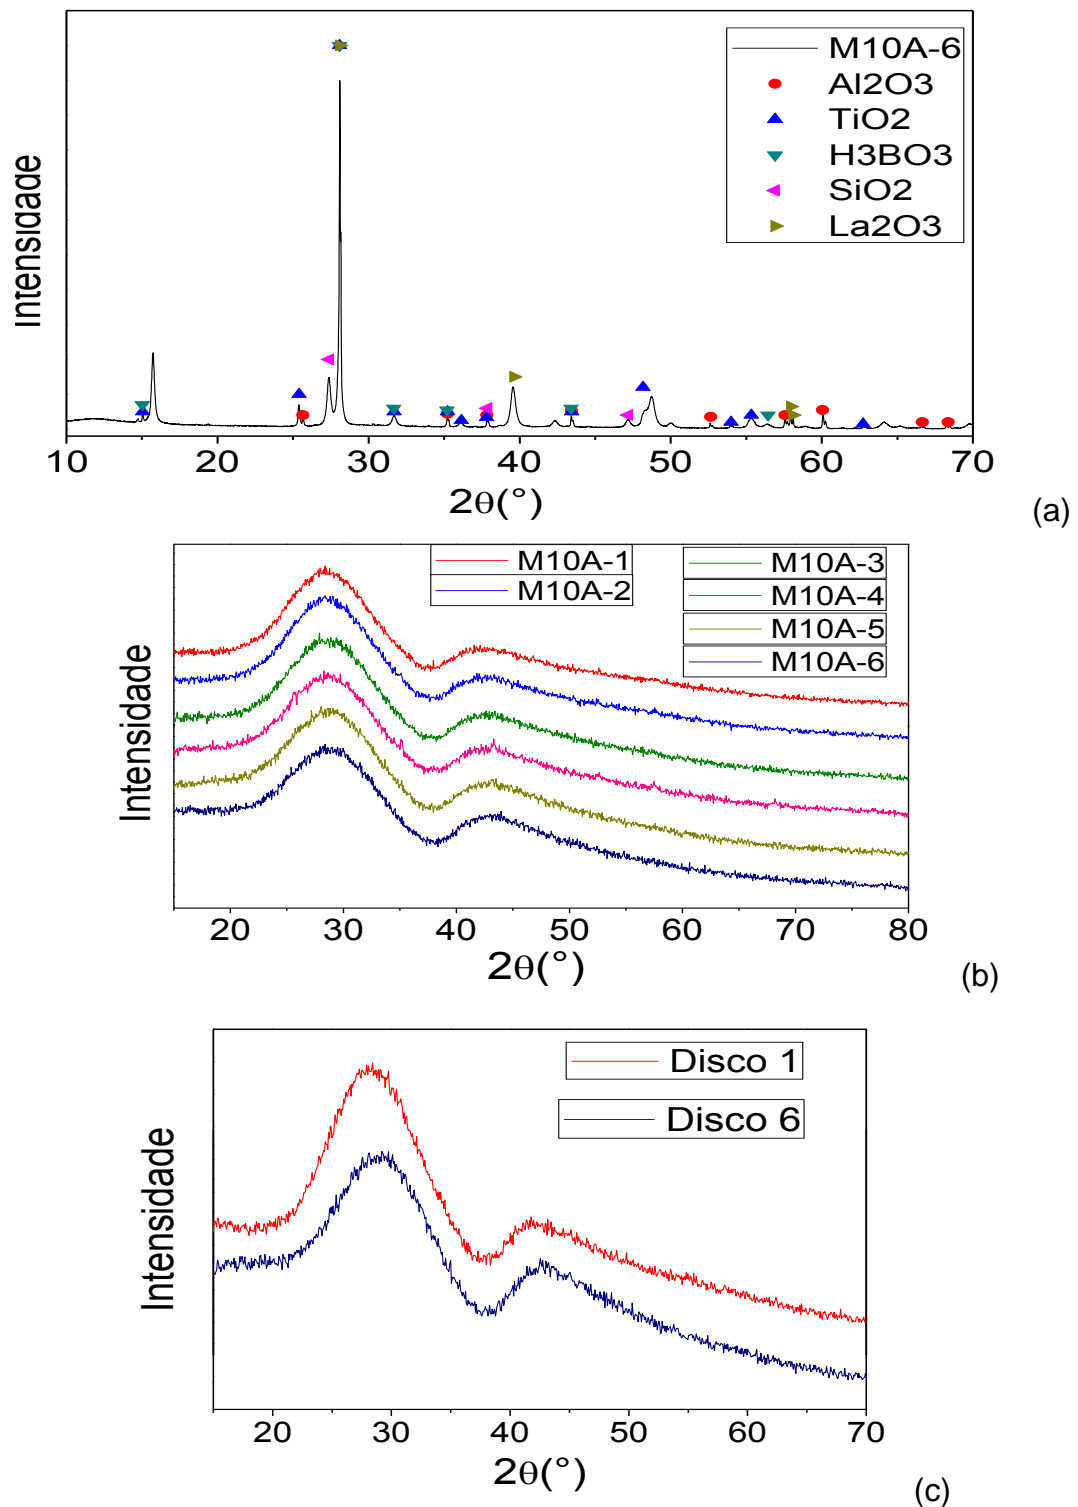 Intensidade
M10A-6
Al2O3
TiO2
H3BO3
SiO2
La2O3
10 20 30 40 50 60 70
2θ(°)
(a)
Intensidade
M10A-1
M10A-2
M10A-3
M10A-4
M10A-5
M10A-6
20 30 40 50 60 70 80
2θ(°)
(b)
Intensidade
Disco 1
Disco 6
20 30 40 50 60 70
2θ(°)
(c)